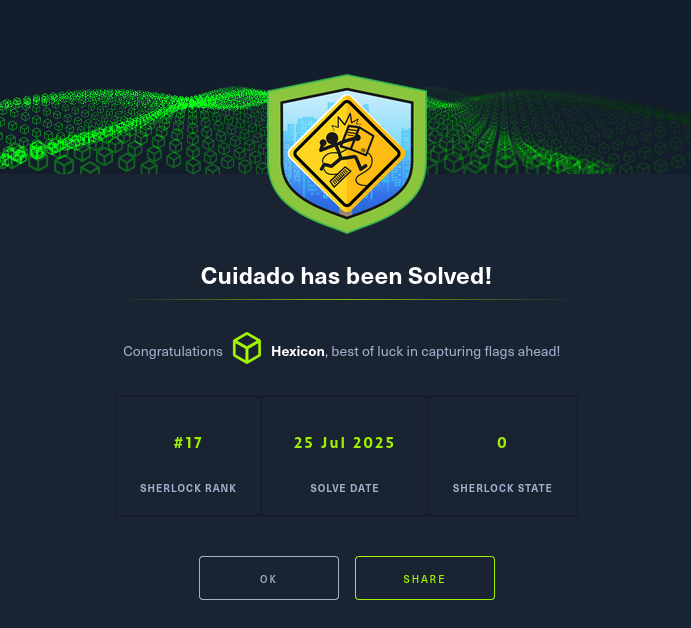 Cuidado has been Solved!
Congratulations Hexicon, best of luck in capturing flags ahead!
#17 25 Jul 2025 0
SHERLOCK RANK SOLVE DATE SHERLOCK STATE
OK SHARE